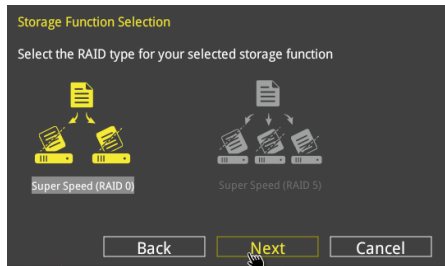 Storage Function Selection
Select the RAID type for your selected storage function
Super Speed (RAID 0)
Super Speed (RAID 5)
Back
Next
Cancel